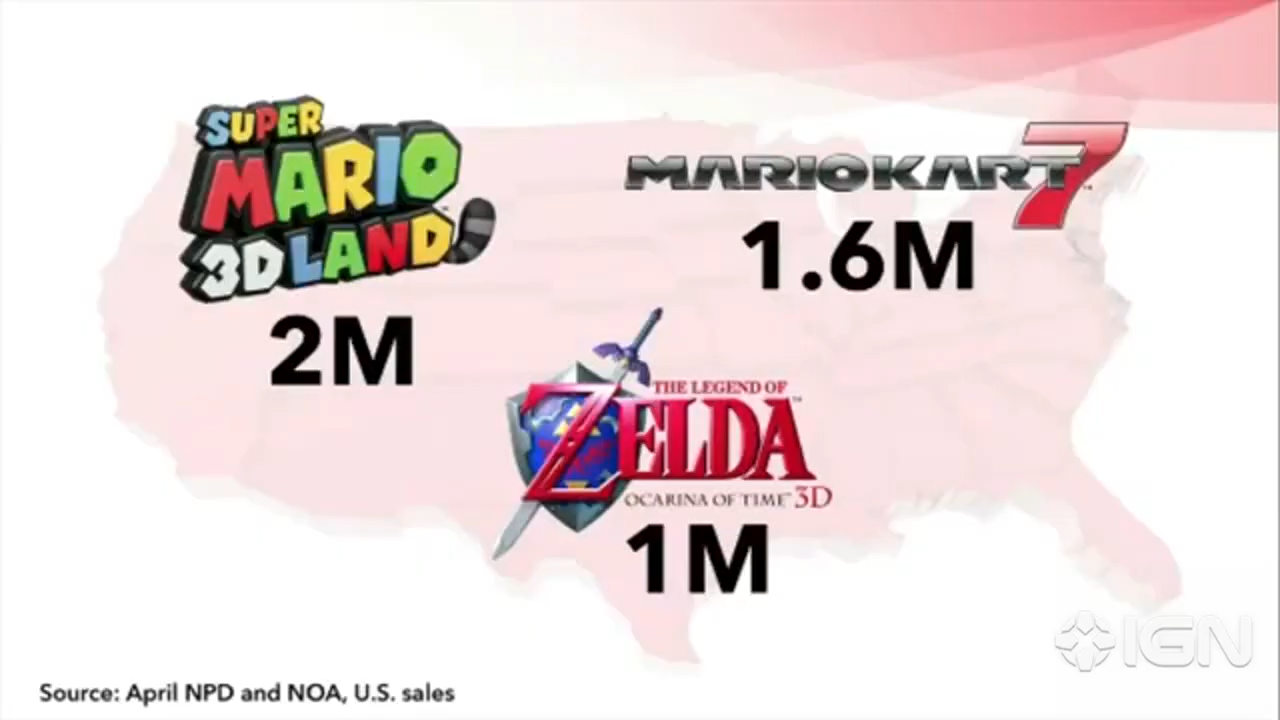 SUPER
MARIO
3D LAND
2M
MARIOKART 7
1.6M
THE LEGEND OF
ZELDA
OCARINA OF TIME 3D
1M
IGN
Source: April NPD and NOA, U.S. sales